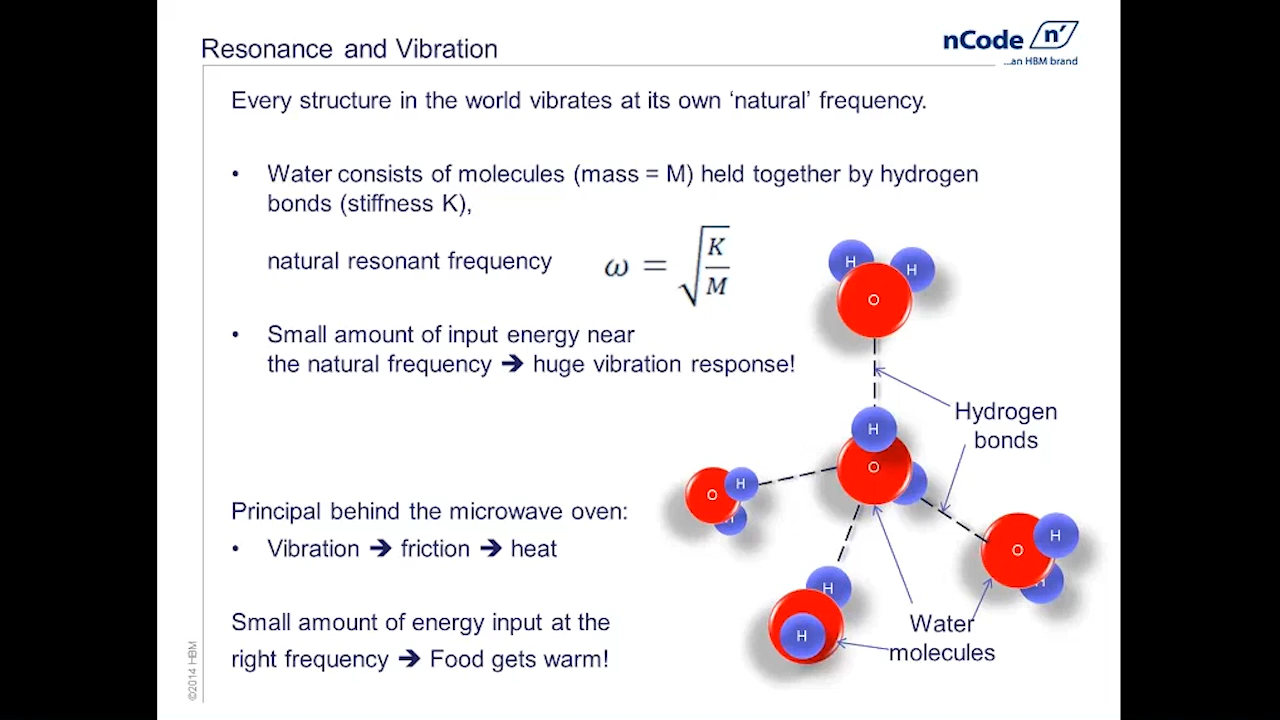 Resonance and Vibration
nCode n'
...an HBM brand
Every structure in the world vibrates at its own ‘natural’ frequency.
• Water consists of molecules (mass = M) held together by hydrogen
bonds (stiffness K),
natural resonant frequency ω = √(K/M)
• Small amount of input energy near
the natural frequency ➔ huge vibration response!
Principal behind the microwave oven:
• Vibration ➔ friction ➔ heat
Small amount of energy input at the
right frequency ➔ Food gets warm!
H
H
O
Hydrogen
bonds
H
O
H
O
H
O
H
H
H
H
Water
molecules
©2014 HBM